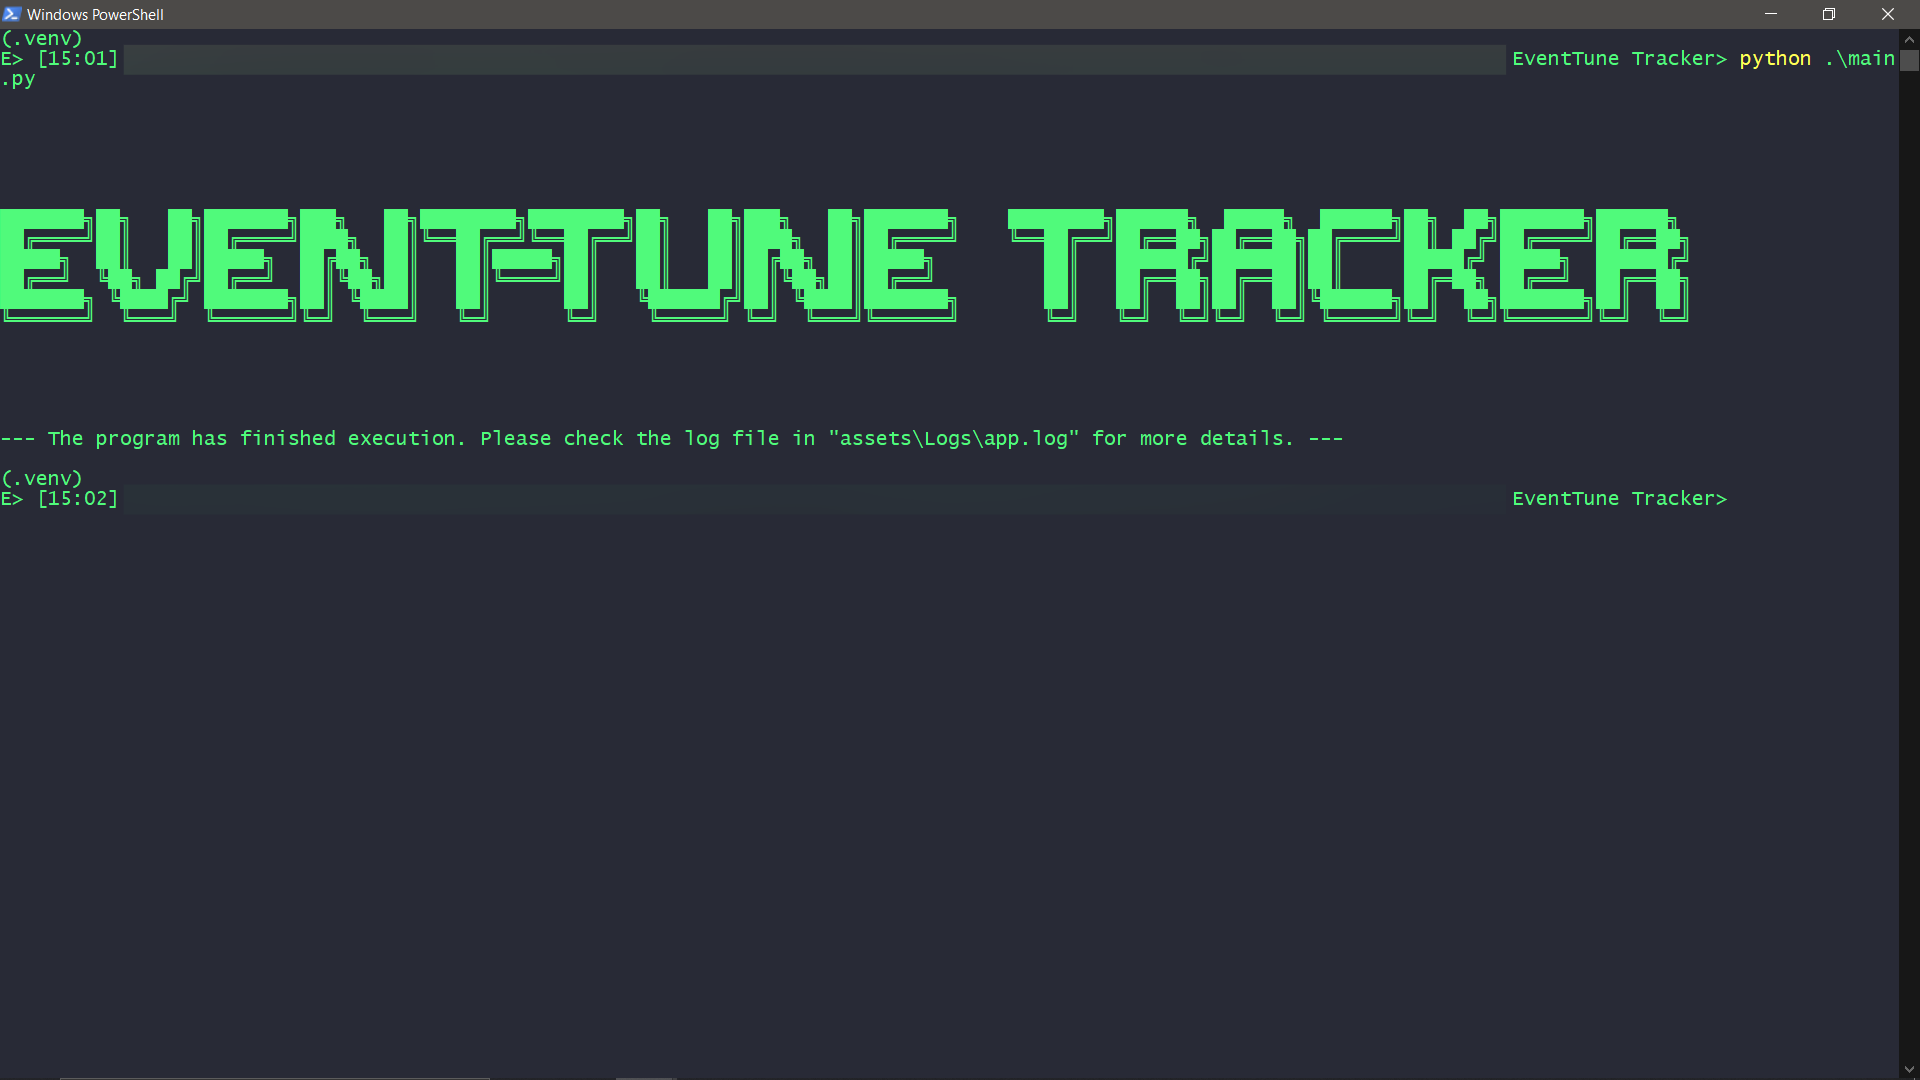 Windows PowerShell
(.venv)
E> [15:01] EventTune Tracker> python .\main
.py
EVENT-TUNE TRACKER
--- The program has finished execution. Please check the log file in "assets\Logs\app.log" for more details. ---
(.venv)
E> [15:02] EventTune Tracker>